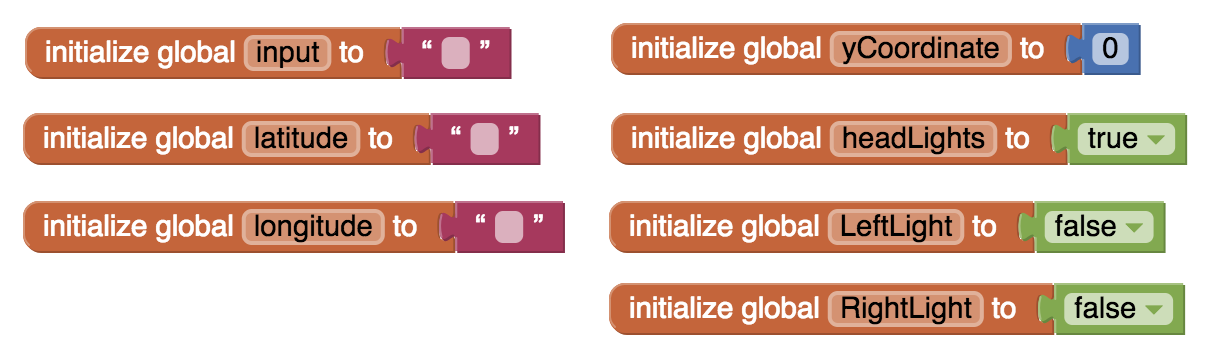 initialize global input to “ ”
initialize global latitude to “ ”
initialize global longitude to “ ”
initialize global yCoordinate to 0
initialize global headLights to true
initialize global LeftLight to false
initialize global RightLight to false